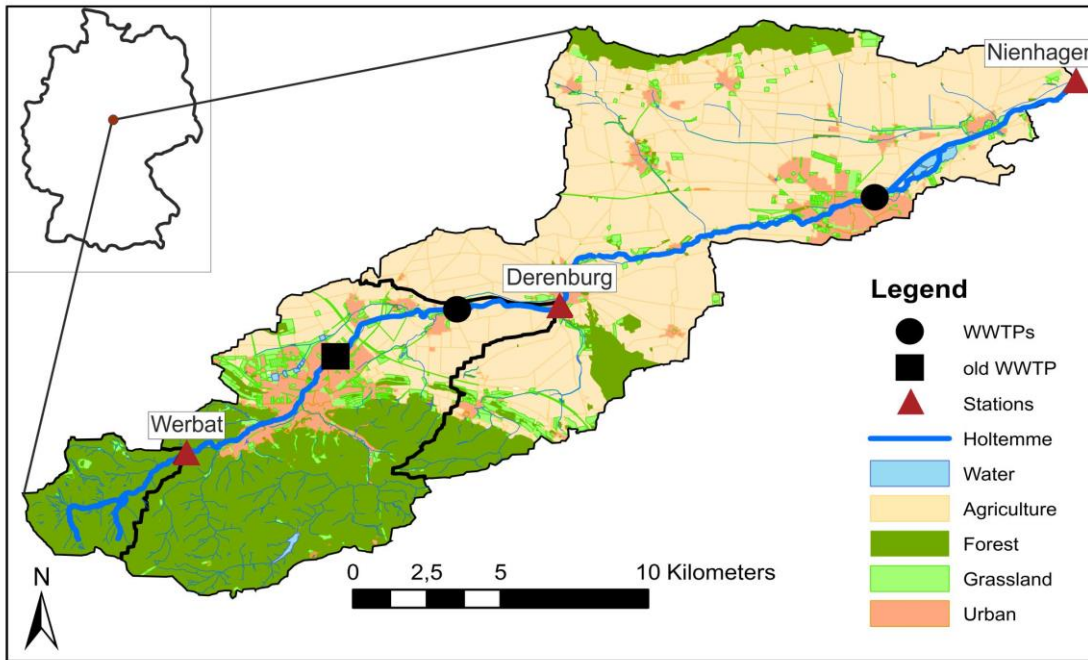 Nienhagen
Derenburg
Werbat
Legend
WWTPs
old WWTP
Stations
Holtemme
Water
Agriculture
Forest
Grassland
Urban
N
0 2,5 5 10 Kilometers